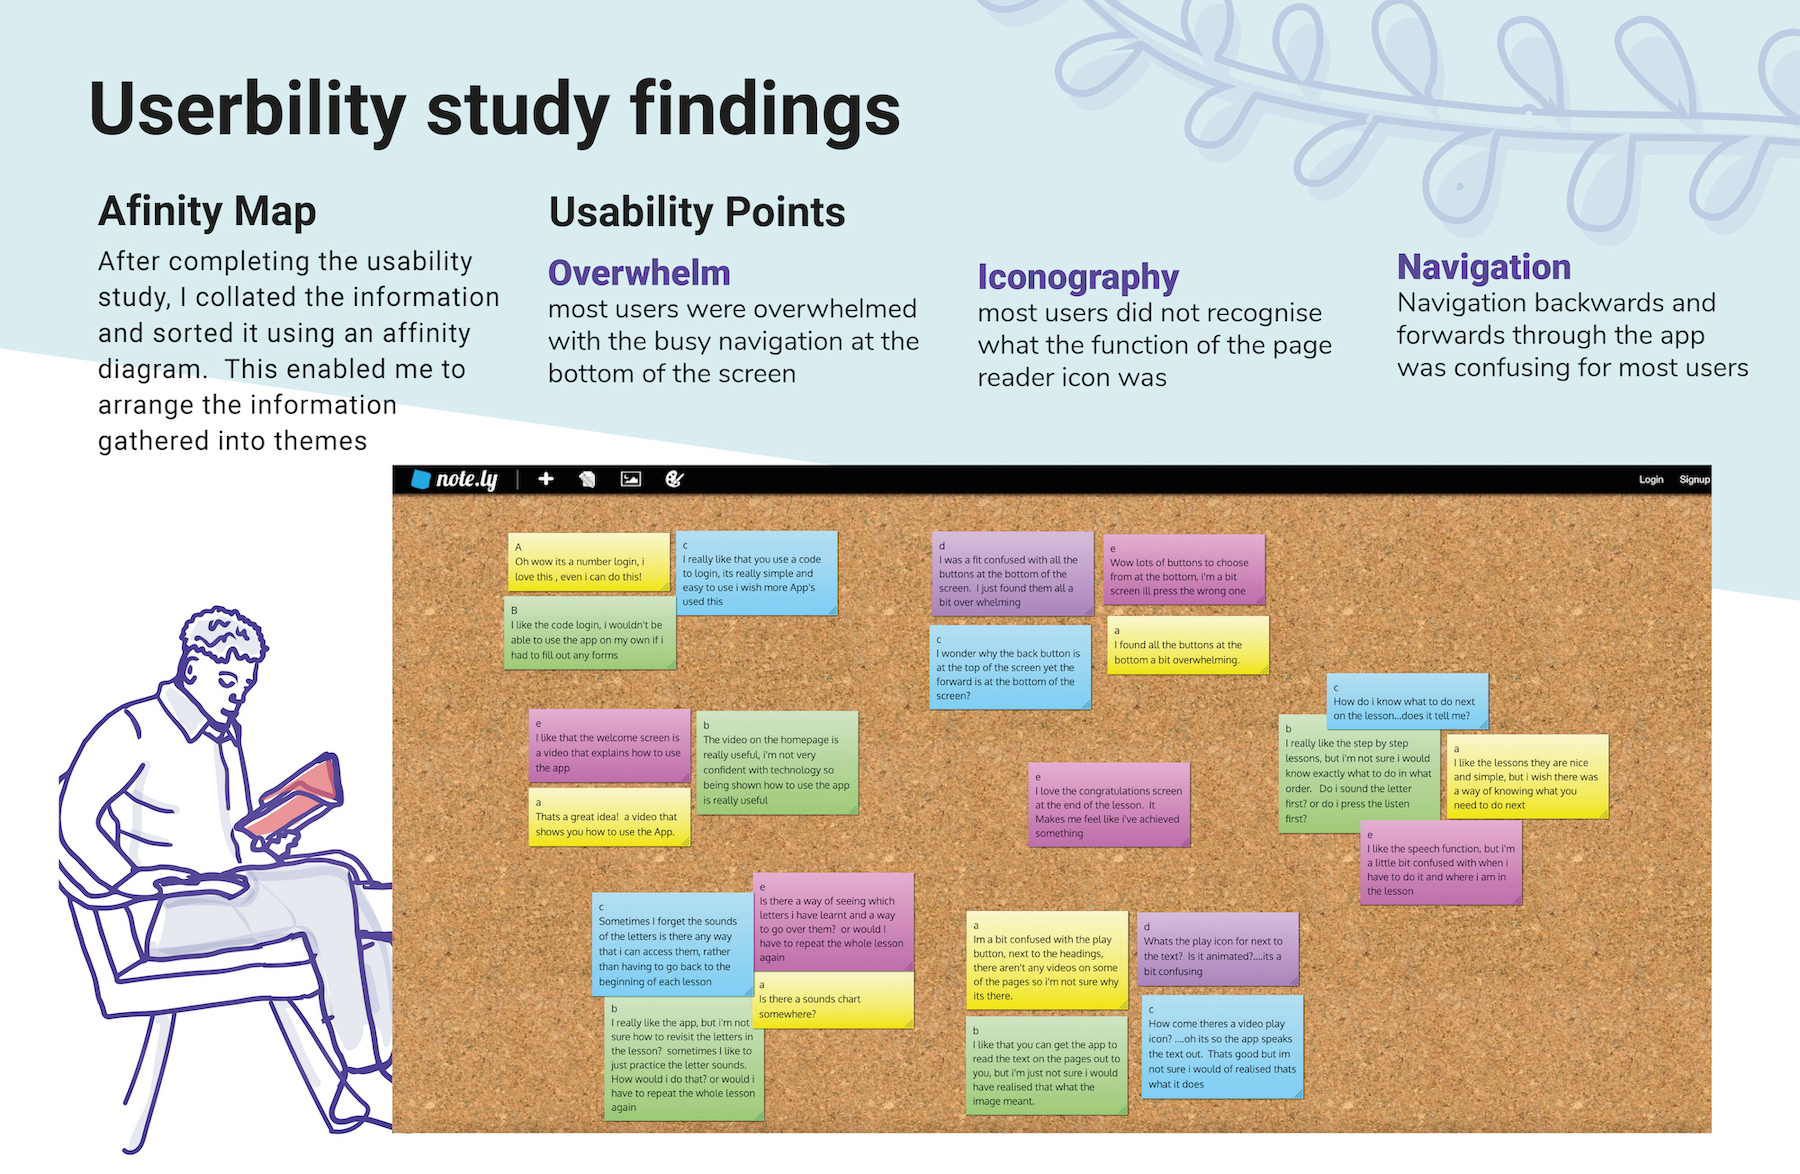 Userbility study findings
Afinity Map
After completing the usability
study, I collated the information
and sorted it using an affinity
diagram.  This enabled me to
arrange the information
gathered into themes
Usability Points
Overwhelm
most users were overwhelmed
with the busy navigation at the
bottom of the screen
Iconography
most users did not recognise
what the function of the page
reader icon was
Navigation
Navigation backwards and
forwards through the app
was confusing for most users
note.ly
Login
Signup
A
Oh wow its a number login, i
love this , even i can do this!
c
I really like that you use a code
to login, its really simple and
easy to use i wish more App's
used this
B
I like the code login, i wouldn't be
able to use the app on my own if i
had to fill out any forms
d
I was a fit confused with all the
buttons at the bottom of the
screen.  I just found them all a
bit over whelming
e
Wow lots of buttons to choose
from at the bottom, i'm a bit
screen ill press the wrong one
c
I wonder why the back button is
at the top of the screen yet the
forward is at the bottom of the
screen?
a
I found all the buttons at the
bottom a bit overwhelming.
e
I like that the welcome screen is
a video that explains how to use
the app
b
The video on the homepage is
really useful, i'm not very
confident with technology so
being shown how to use the app
is really useful
a
Thats a great idea!  a video that
shows you how to use the App.
e
I love the congratulations screen
at the end of the lesson.  It
Makes me feel like i've achieved
something
c
How do i know what to do next
on the lesson...does it tell me?
b
I really like the step by step
lessons, but i'm not sure i would
know exactly what to do in what
order.  Do i sound the letter
first? or do i press the listen
first?
a
I like the lessons they are nice
and simple, but i wish there was
a way of knowing what you
need to do next
e
I like the speech function, but i'm
a little bit confused with when i
have to do it and where i am in
the lesson
c
Sometimes I forget the sounds
of the letters is there any way
that i can access them, rather
than having to go back to the
beginning of each lesson
e
Is there a way of seeing which
letters i have learnt and a way
to go over them?  or would I
have to repeat the whole lesson
again
a
Is there a sounds chart
somewhere?
b
I really like the app, but i'm not
sure how to revisit the letters in
the lesson?  sometimes I like to
just practice the letter sounds.
How would i do that? or would i
have to repeat the whole lesson
again
a
Im a bit confused with the play
button, next to the headings,
there aren't any videos on some
of the pages so i'm not sure why
its there.
d
Whats the play icon for next to
the text?  Is it animated?....its a
bit confusing
b
I like that you can get the app to
read the text on the pages out to
you, but i'm just not sure i would
have realised that what the
image meant.
c
How come theres a video play
icon? ....oh its so the app speaks
the text out.  Thats good but im
not sure i would of realised thats
what it does